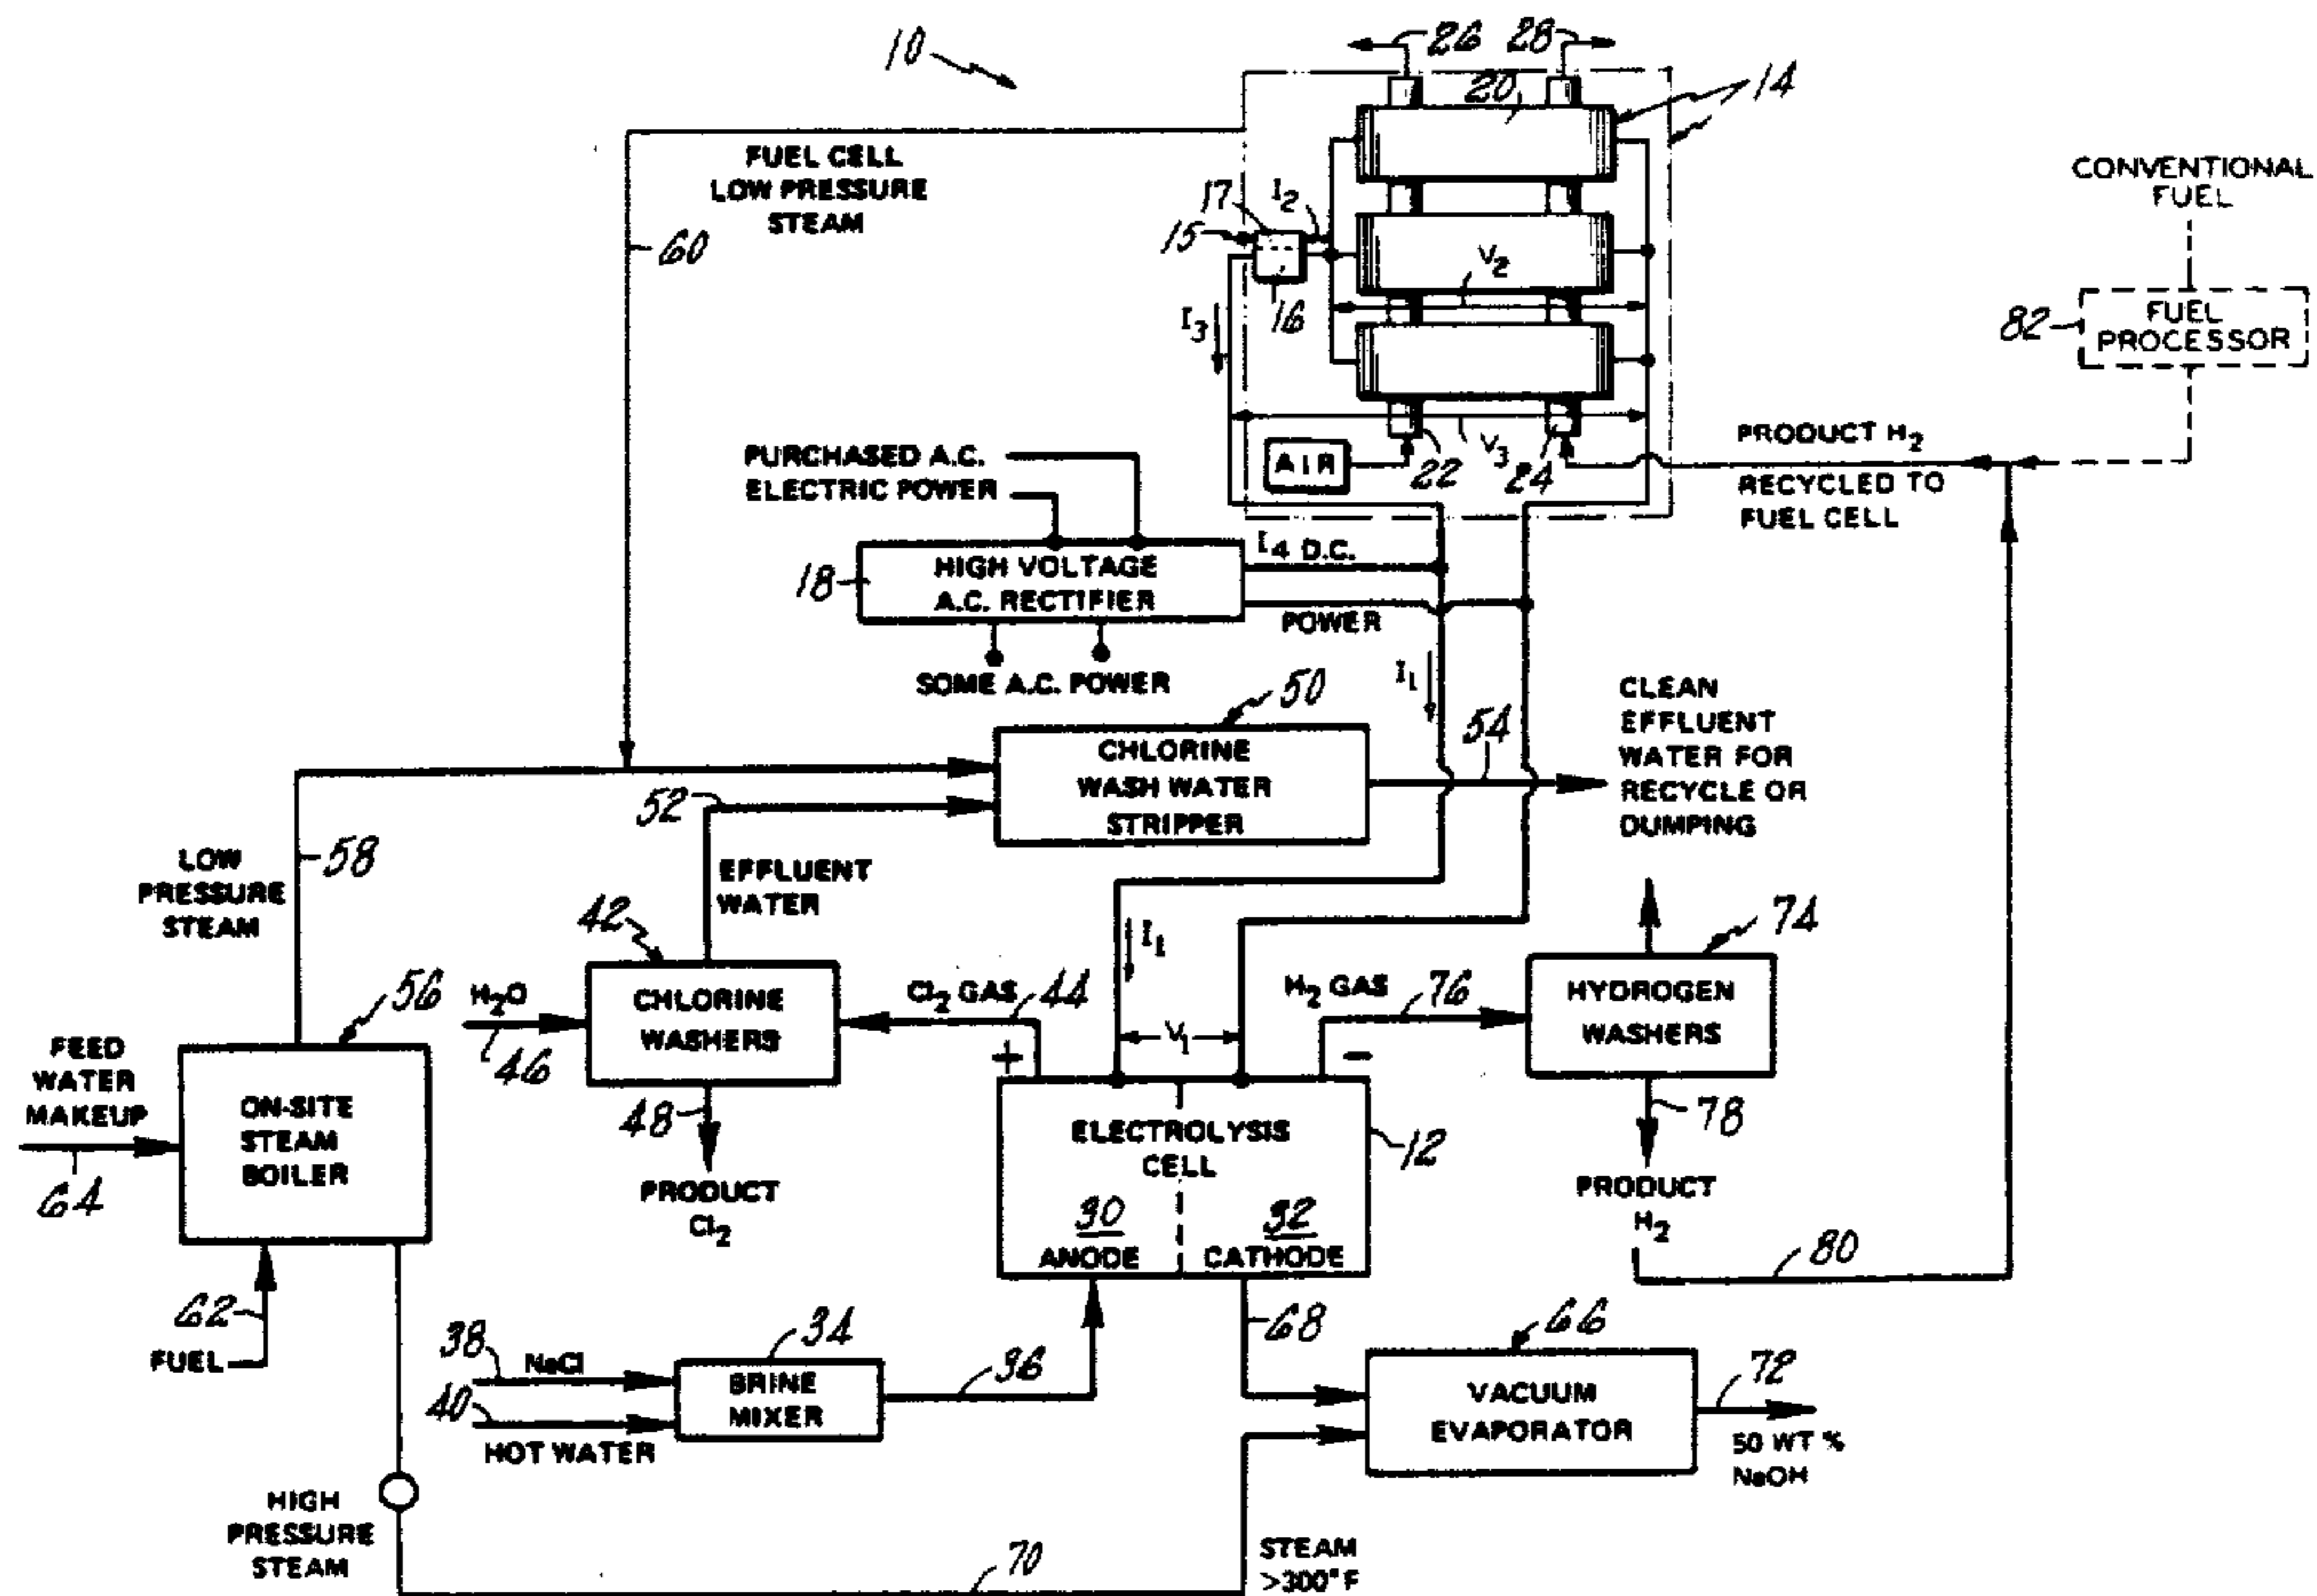 10
26
28
20
14
FUEL CELL
LOW PRESSURE
STEAM
60
17
15
I2
16
V2
I3
V3
AIR
22
24
CONVENTIONAL
FUEL
82
FUEL
PROCESSOR
PRODUCT H2
RECYCLED TO
FUEL CELL
PURCHASED A.C.
ELECTRIC POWER
18
HIGH VOLTAGE
A.C. RECTIFIER
I4 D.C.
POWER
SOME A.C. POWER
I1
50
CHLORINE
WASH WATER
STRIPPER
54
CLEAN
EFFLUENT
WATER FOR
RECYCLE OR
DUMPING
52
58
LOW
PRESSURE
STEAM
EFFLUENT
WATER
42
56
H2O
46
CHLORINE
WASHERS
Cl2 GAS
44
I1
V1
+
−
H2 GAS
76
74
HYDROGEN
WASHERS
FEED
WATER
MAKEUP
64
ON-SITE
STEAM
BOILER
48
PRODUCT
Cl2
ELECTROLYSIS
CELL
12
30
ANODE
32
CATHODE
78
PRODUCT
H2
80
62
FUEL
38
NaCl
40
HOT WATER
34
BRINE
MIXER
36
68
66
VACUUM
EVAPORATOR
72
50 WT %
NaOH
HIGH
PRESSURE
STEAM
70
STEAM
>300°F